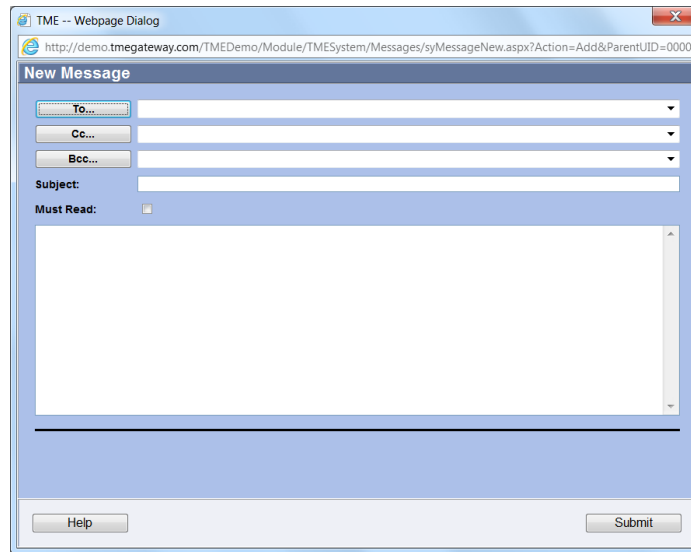 TME -- Webpage Dialog
X
http://demo.tmegateway.com/TMEDemo/Module/TMESystem/Messages/syMessageNew.aspx?Action=Add&ParentUID=0000
New Message
To...
Cc...
Bcc...
Subject:
Must Read:
Help
Submit